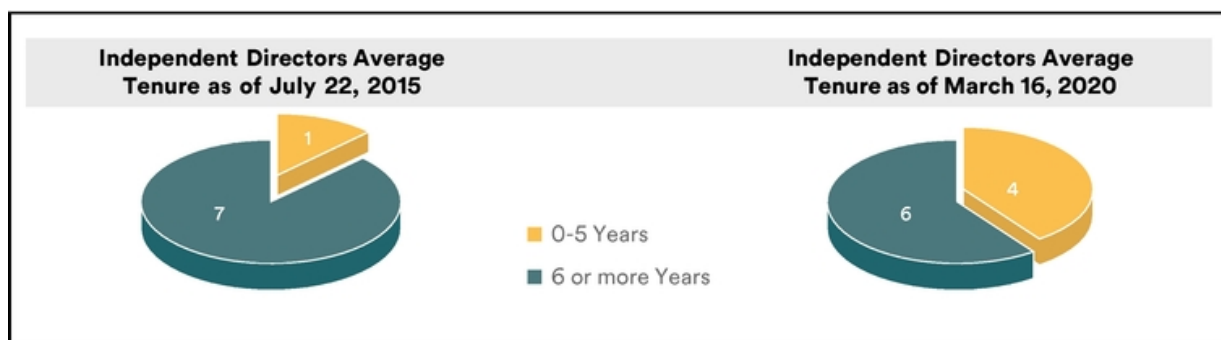 Independent Directors Average
Tenure as of July 22, 2015
Independent Directors Average
Tenure as of March 16, 2020
1
7
4
6
0-5 Years
6 or more Years